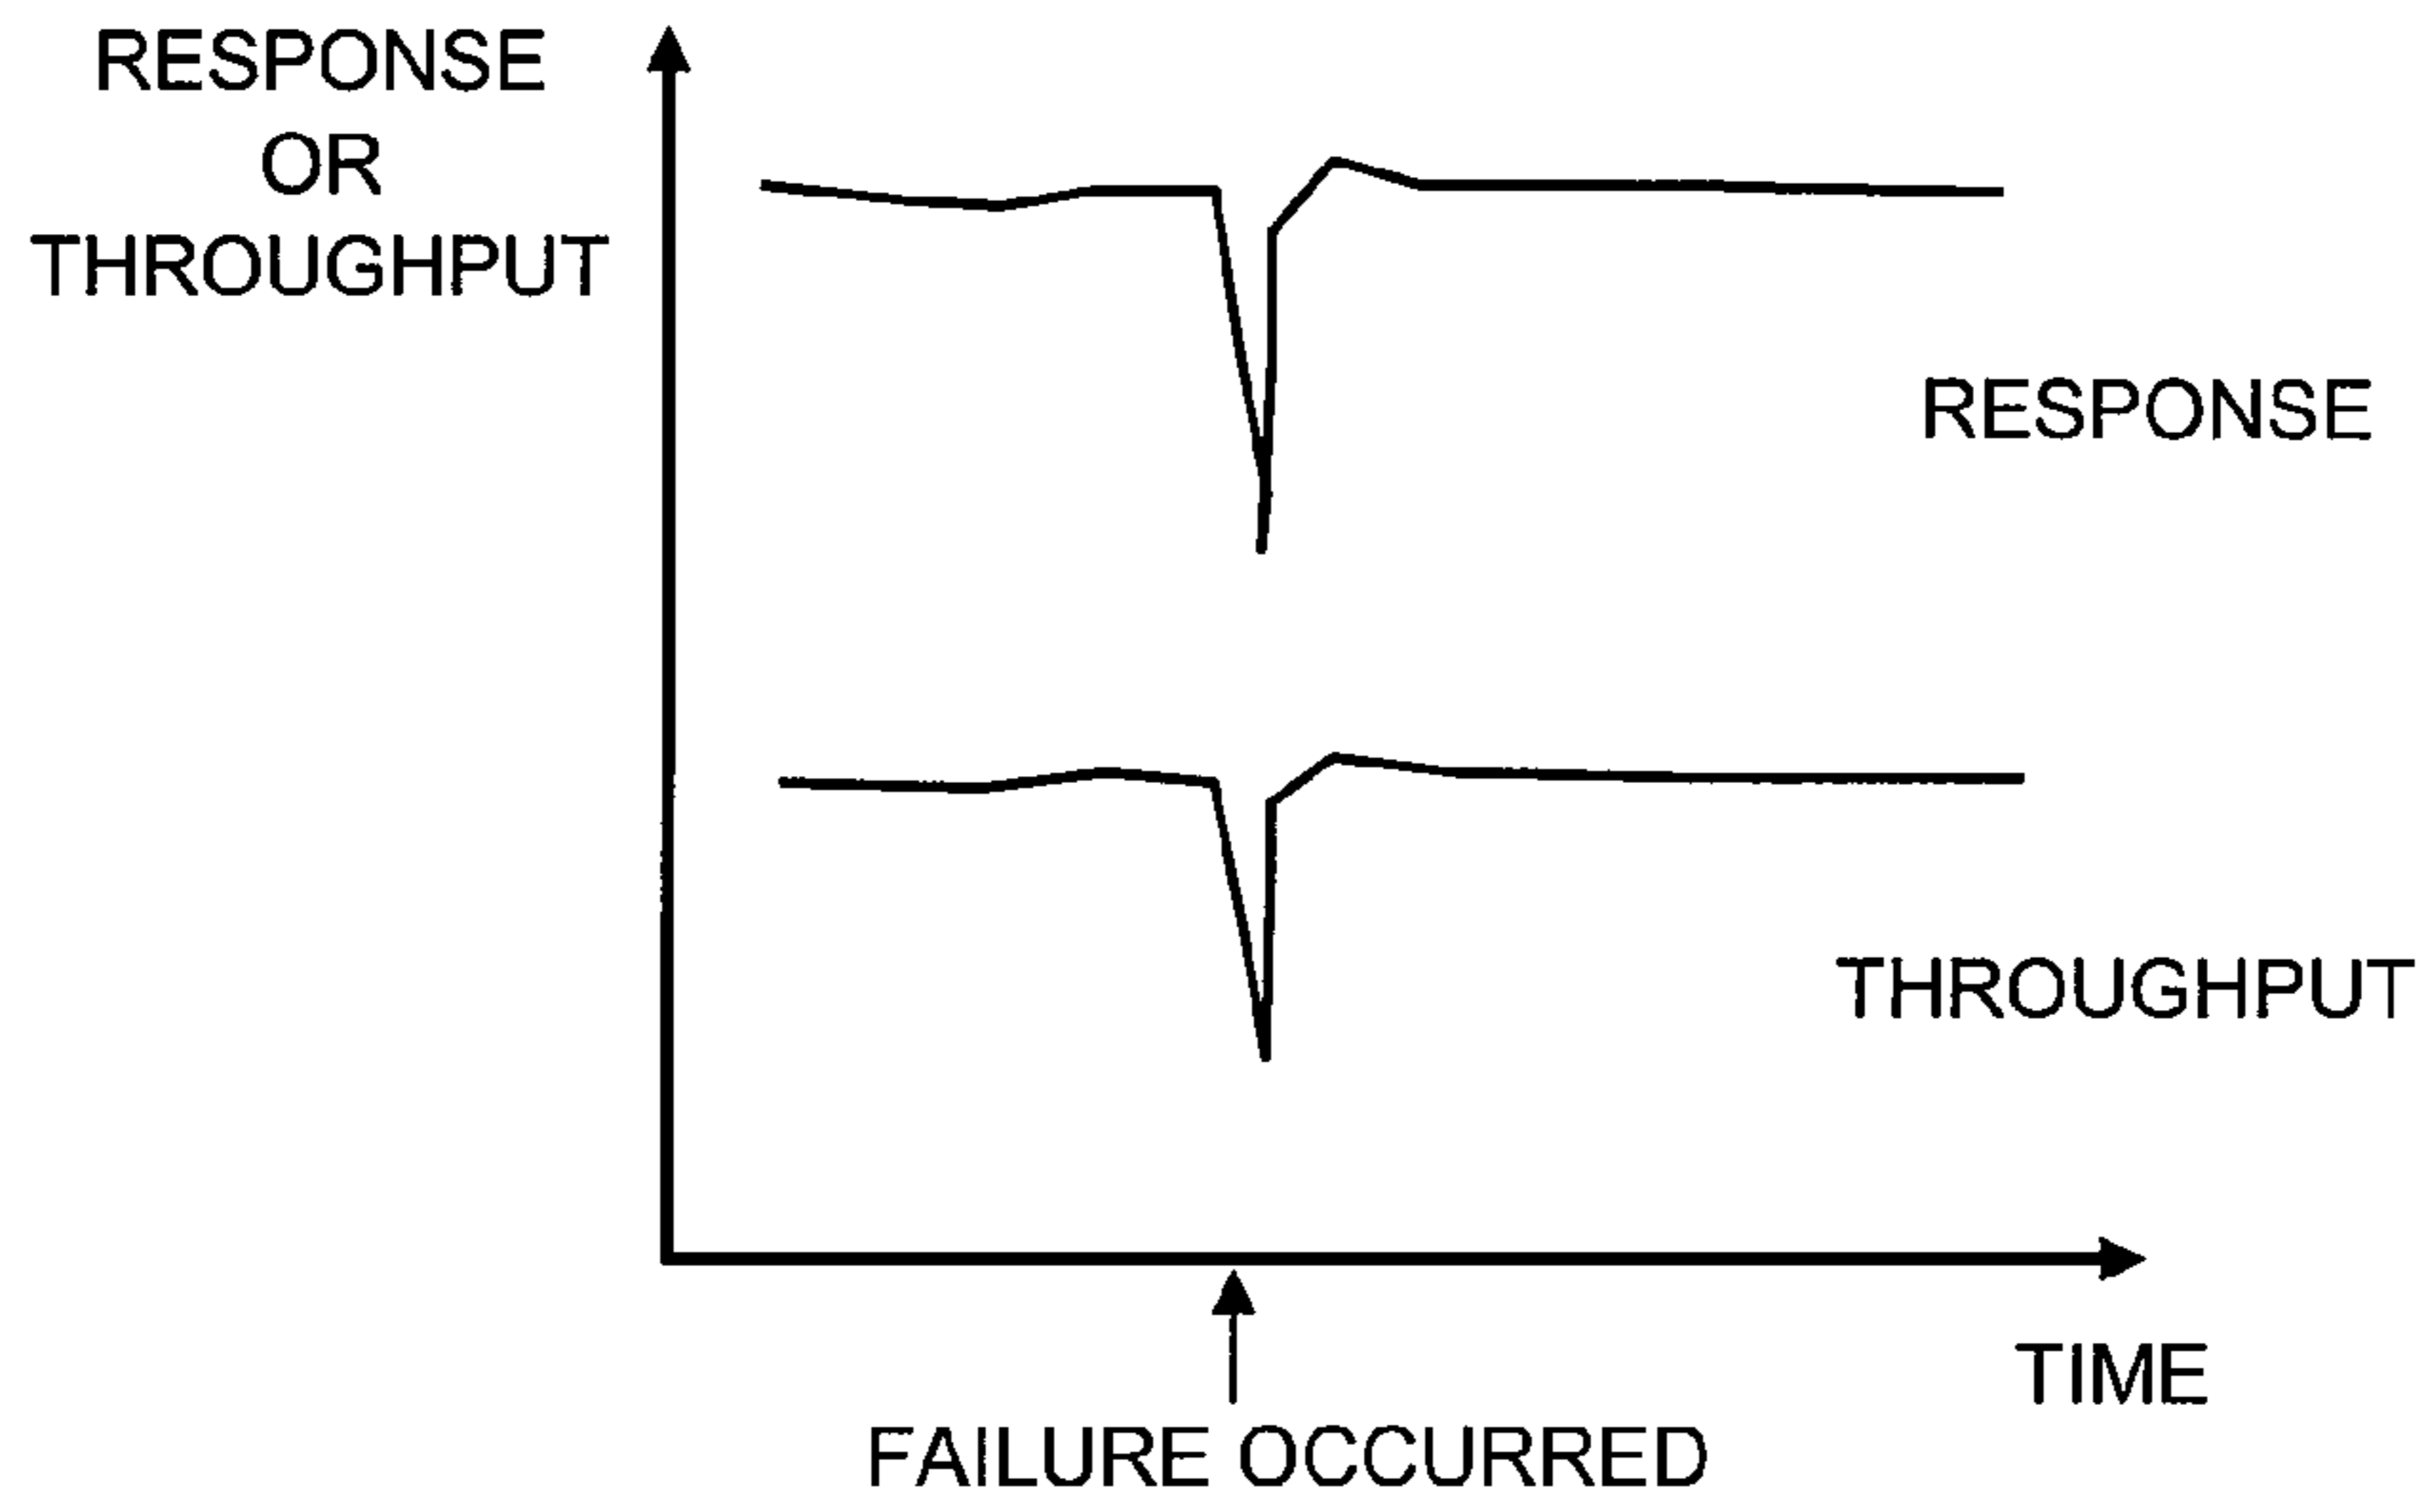 RESPONSE
OR
THROUGHPUT
RESPONSE
THROUGHPUT
TIME
FAILURE OCCURRED